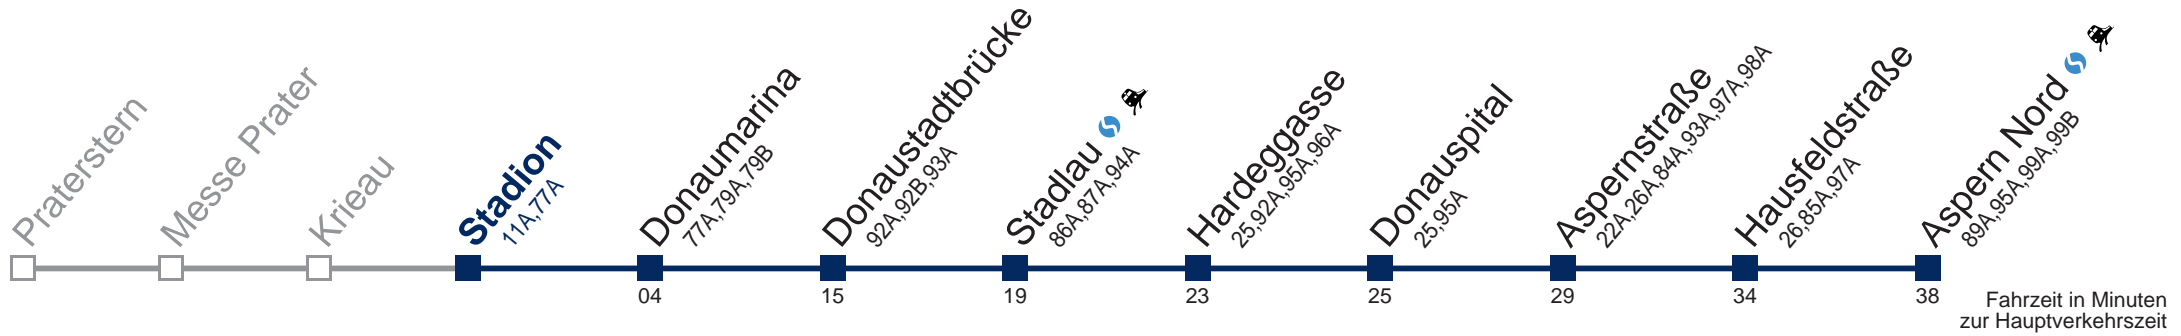 Praterstern
Messe Prater
Krieau
Stadion
11A,77A
Donaumarina
77A,79A,79B
Donaustadtbrücke
92A,92B,93A
Stadlau
86A,87A,94A
Hardeggasse
25,92A,95A,96A
Donauspital
25,95A
Aspernstraße
22A,26A,84A,93A,97A,98A
Hausfeldstraße
26,85A,97A
Aspern Nord
89A,95A,99A,99B
04
15
19
23
25
29
34
38
Fahrzeit in Minuten
zur Hauptverkehrszeit